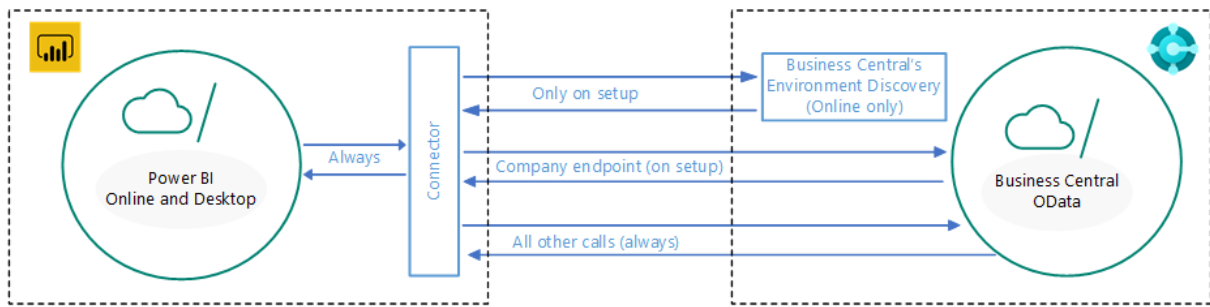 Power BI
Online and Desktop
Always
Connector
Only on setup
Business Central's
Environment Discovery
(Online only)
Company endpoint (on setup)
All other calls (always)
Business Central
OData